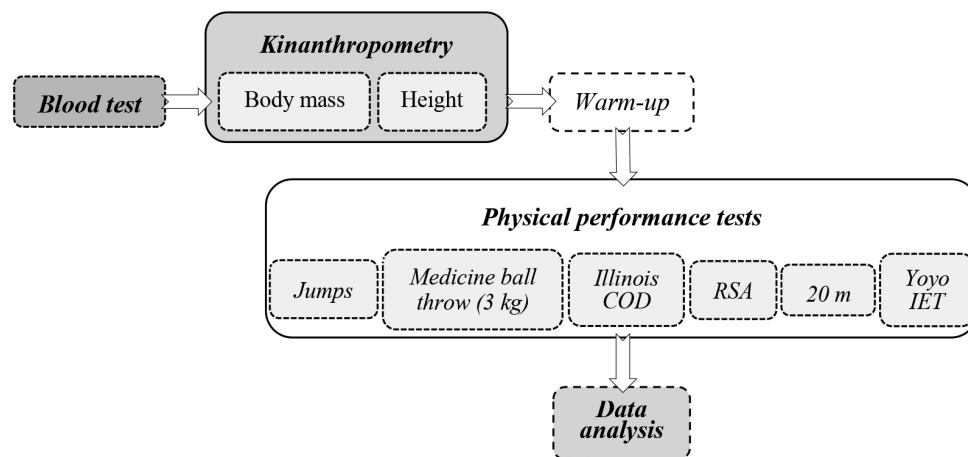 Kinanthropometry
Blood test
Body mass
Height
Warm-up
Physical performance tests
Jumps
Medicine ball
throw (3 kg)
Illinois
COD
RSA
20 m
Yoyo
IET
Data
analysis